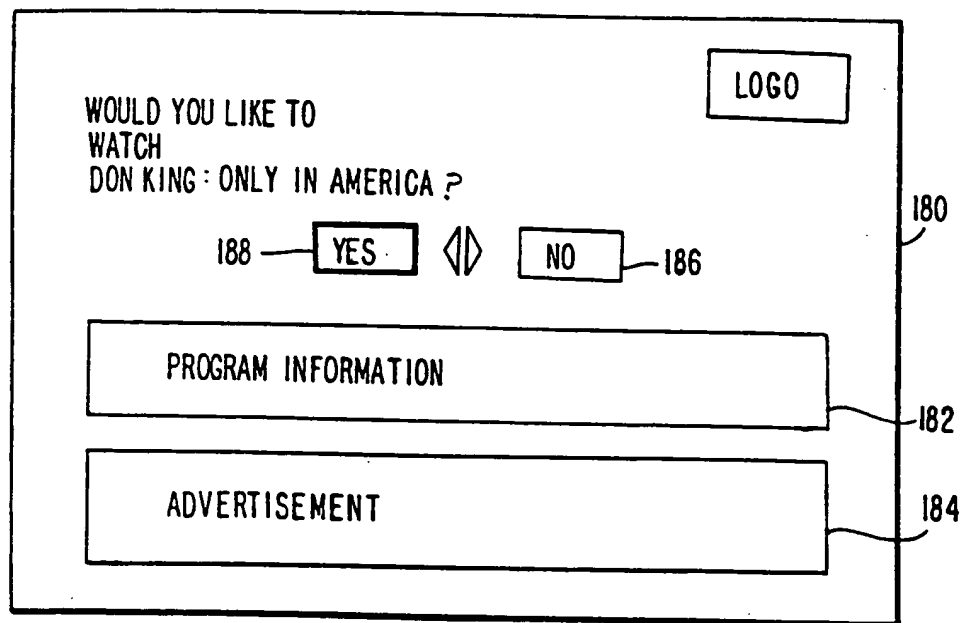 LOGO
WOULD YOU LIKE TO
WATCH
DON KING : ONLY IN AMERICA ?
180
188 YES NO 186
PROGRAM INFORMATION
182
ADVERTISEMENT
184